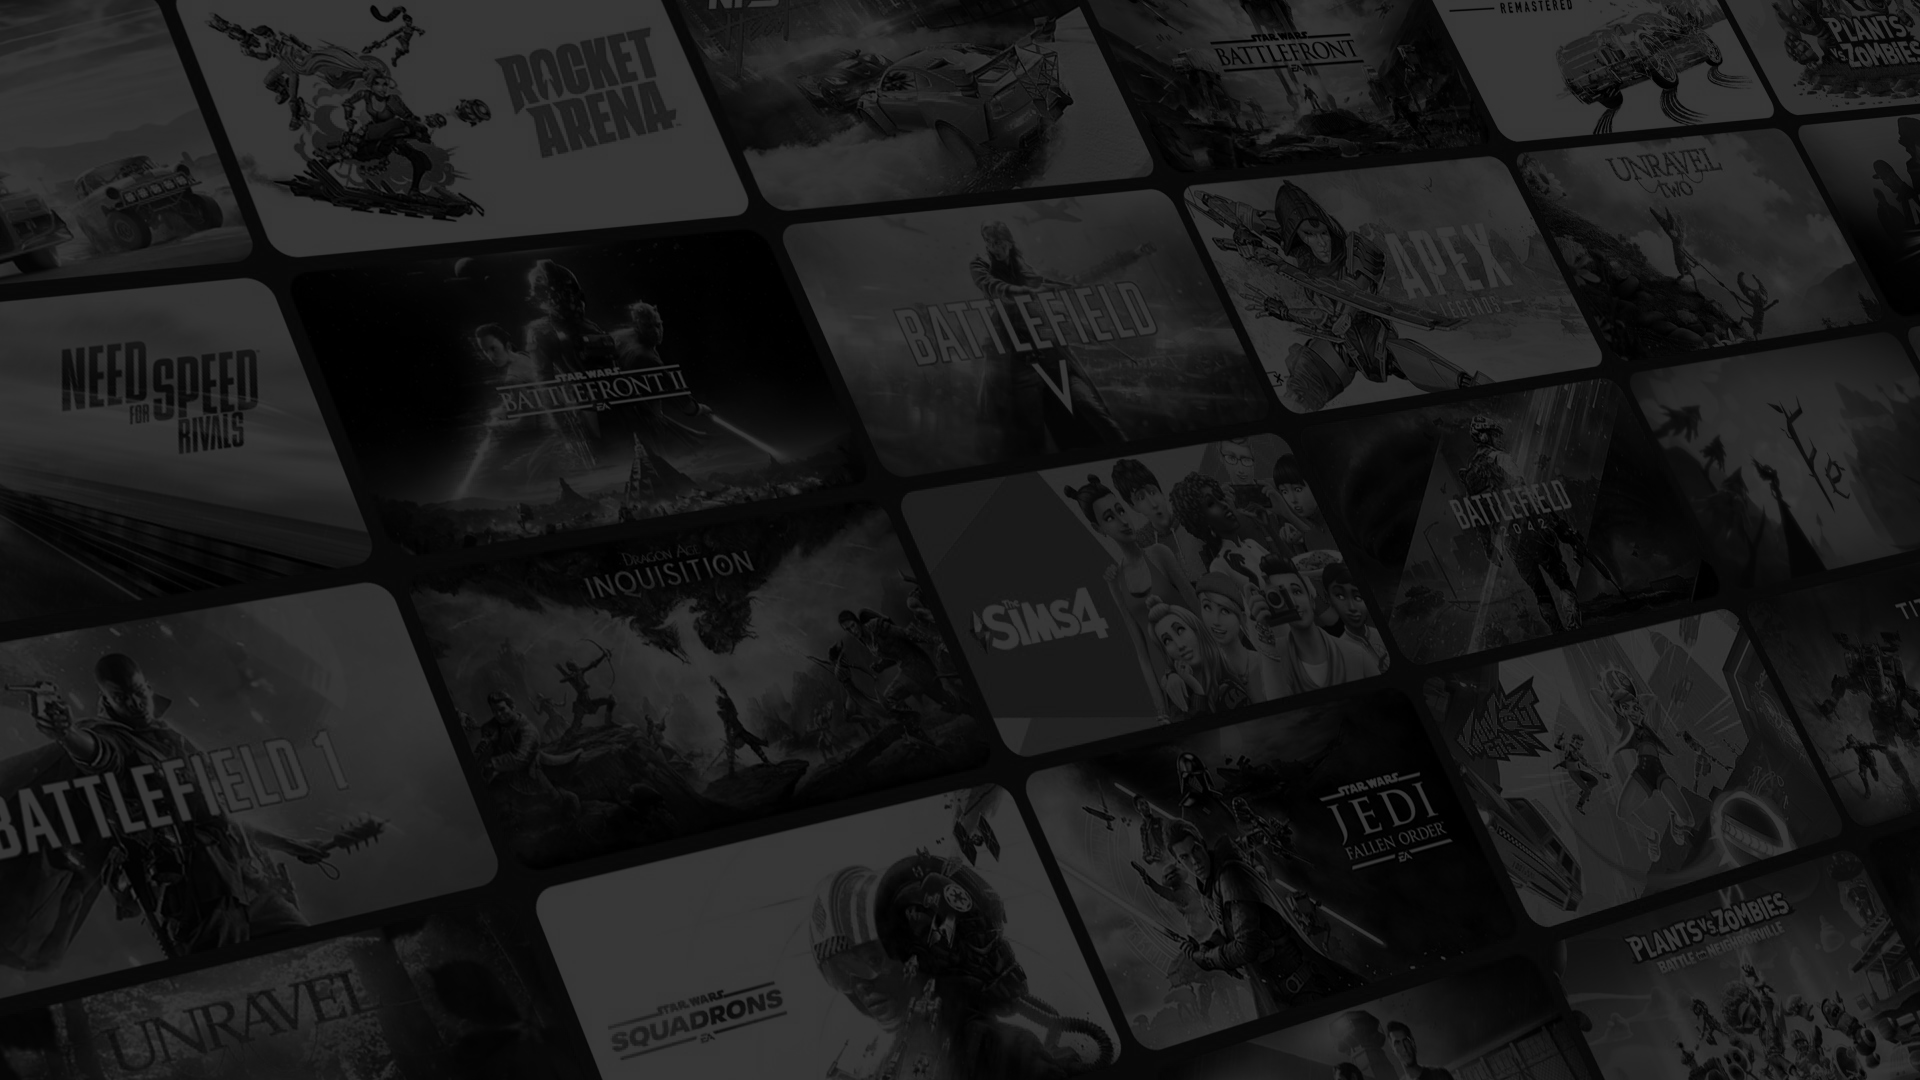 ROCKET
ARENA
STAR WARS
BATTLEFRONT
EA
REMASTERED
PLANTS
VS.
ZOMBIES
NEED
FOR
SPEED
RIVALS
STAR WARS
BATTLEFRONT II
EA
BATTLEFIELD
V
APEX
LEGENDS
UNRAVEL
TWO
BATTLEFIELD 1
DRAGON AGE
INQUISITION
The
SiMS4
BATTLEFIELD
2042
Fe
UNRAVEL
STAR WARS
SQUADRONS
EA
STAR WARS
JEDI
FALLEN ORDER
EA
PLANTS VS. ZOMBIES
BATTLE FOR NEIGHBORVILLE